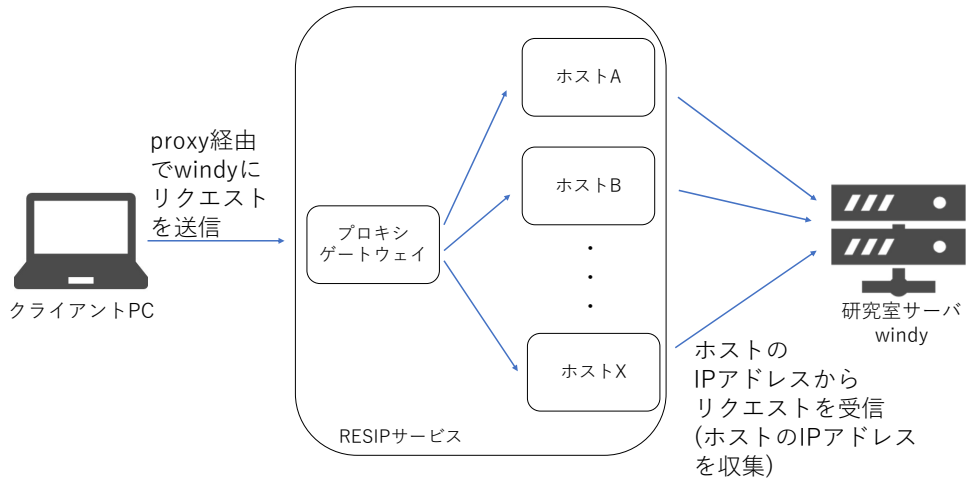 proxy経由
でwindyに
リクエスト
を送信
クライアントPC
プロキシ
ゲートウェイ
ホストA
ホストB
・
・
・
ホストX
RESIPサービス
研究室サーバ
windy
ホストの
IPアドレスから
リクエストを受信
(ホストのIPアドレス
を収集)